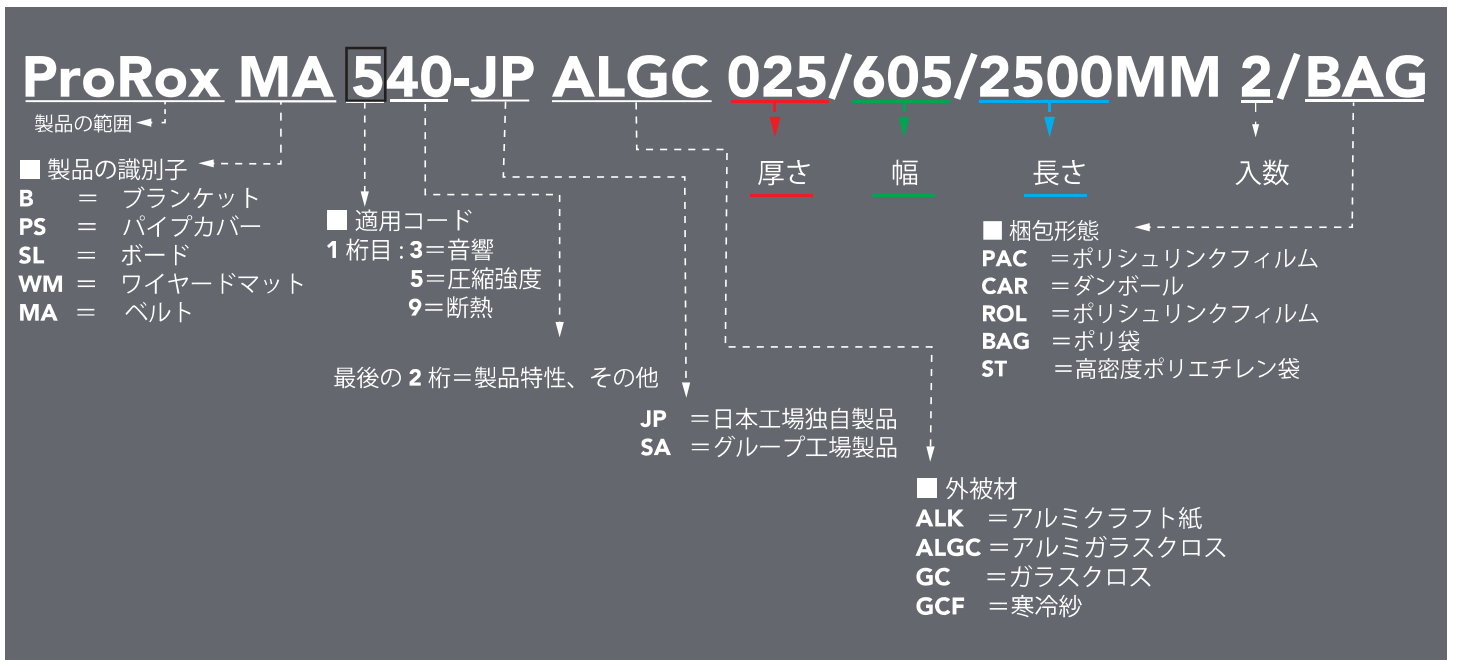 ProRox MA 540-JP ALGC 025/605/2500MM 2/BAG
製品の範囲
■ 製品の識別子
B = ブランケット
PS = パイプカバー
SL = ボード
WM = ワイヤードマット
MA = ベルト
■ 適用コード
1 桁目 : 3=音響
5=圧縮強度
9=断熱
最後の 2 桁=製品特性、その他
JP =日本工場独自製品
SA =グループ工場製品
厚さ
幅
長さ
入数
■ 梱包形態
PAC =ポリシュリンクフィルム
CAR =ダンボール
ROL =ポリシュリンクフィルム
BAG =ポリ袋
ST =高密度ポリエチレン袋
■ 外被材
ALK =アルミクラフト紙
ALGC =アルミガラスクロス
GC =ガラスクロス
GCF =寒冷紗